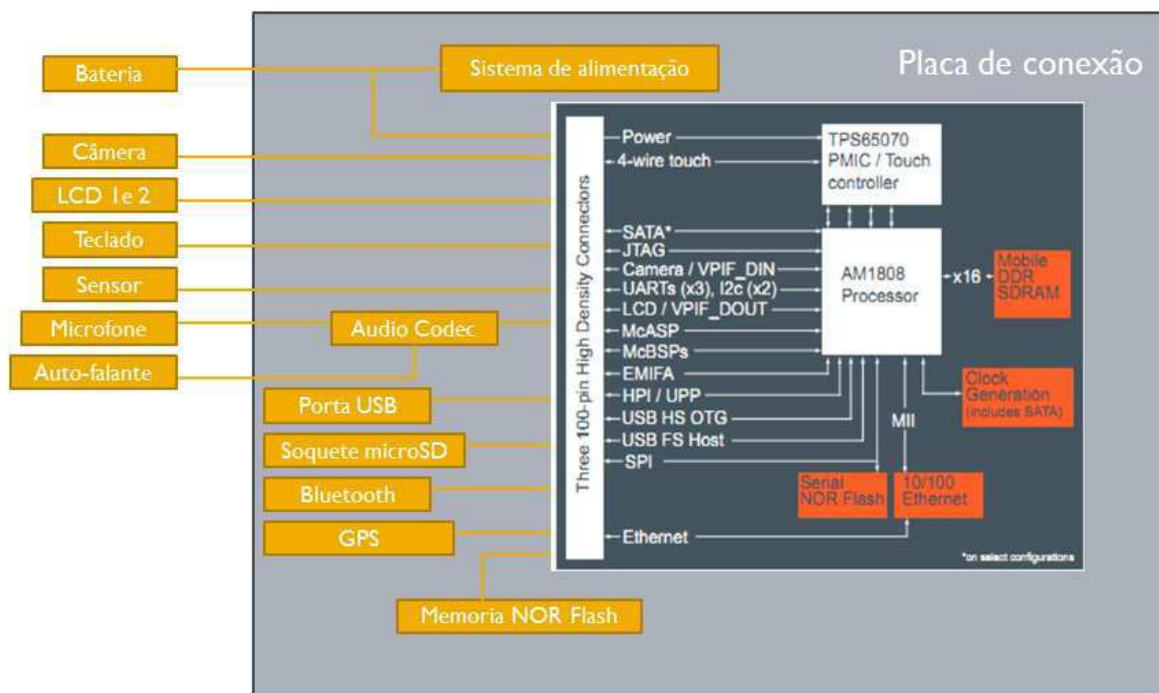 Placa de conexão
Bateria
Sistema de alimentação
Câmera
LCD 1e 2
Teclado
Sensor
Microfone
Audio Codec
Auto-falante
Porta USB
Soquete microSD
Bluetooth
GPS
Memoria NOR Flash
Three 100-pin High Density Connectors
Power
4-wire touch
TPS65070
PMIC / Touch
controller
SATA*
JTAG
Camera / VPIF_DIN
UARTs (x3), I2c (x2)
LCD / VPIF_DOUT
McASP
McBSPs
EMIFA
HPI / UPP
USB HS OTG
USB FS Host
SPI
Ethernet
AM1808
Processor
x16
Mobile
DDR
SDRAM
Clock
Generation
(includes SATA)
MII
Serial
NOR Flash
10/100
Ethernet
*on select configurations